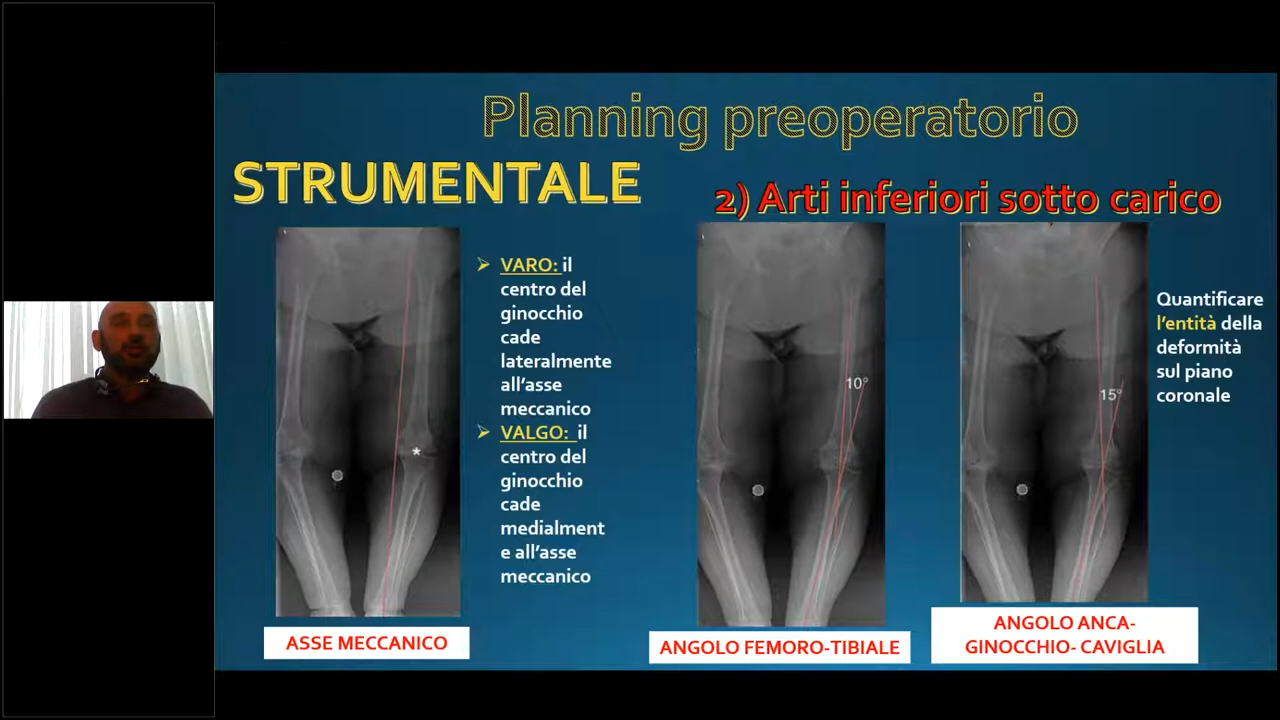 Planning preoperatorio
STRUMENTALE
2) Arti inferiori sotto carico
VARO: il
centro del
ginocchio
cade
lateralmente
all'asse
meccanico
VALGO: il
centro del
ginocchio
cade
medialment
e all'asse
meccanico
*
10°
15°
Quantificare
l'entità della
deformità
sul piano
coronale
ASSE MECCANICO
ANGOLO FEMORO-TIBIALE
ANGOLO ANCA-
GINOCCHIO- CAVIGLIA